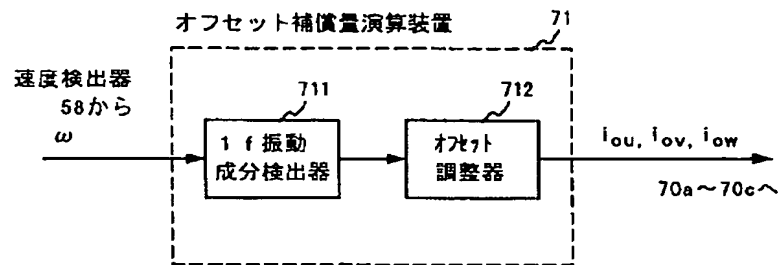 オフセット補償量演算装置
71
速度検出器
58から
ω
711
1f振動
成分検出器
712
オフセット
調整器
iou, iov, iow
70a～70cへ